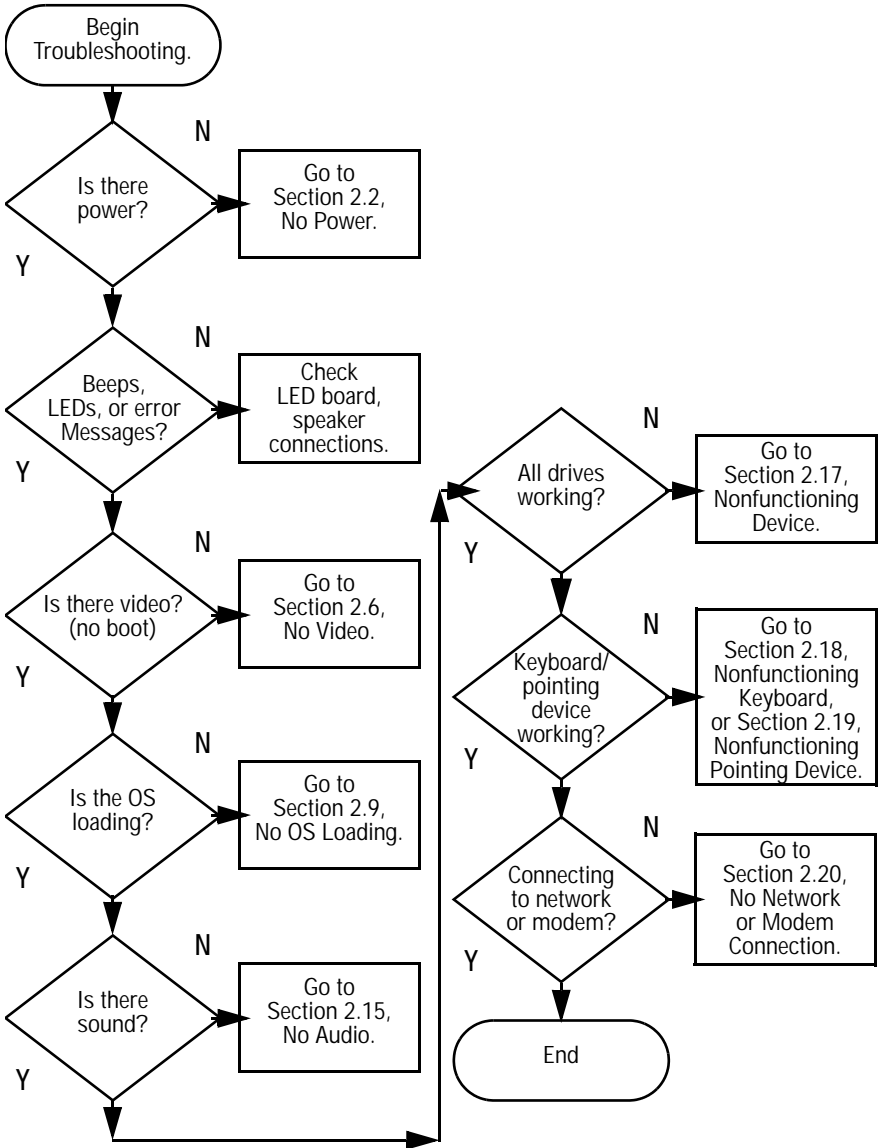 Begin
Troubleshooting.
N
Is there
power?
Go to
Section 2.2,
No Power.
Y
N
Beeps,
LEDs, or error
Messages?
Check
LED board,
speaker
connections.
Y
N
Is there video?
(no boot)
Go to
Section 2.6,
No Video.
Y
N
Is the OS
loading?
Go to
Section 2.9,
No OS Loading.
Y
N
Is there
sound?
Go to
Section 2.15,
No Audio.
Y
N
All drives
working?
Go to
Section 2.17,
Nonfunctioning
Device.
Y
N
Keyboard/
pointing
device
working?
Go to
Section 2.18,
Nonfunctioning
Keyboard,
or Section 2.19,
Nonfunctioning
Pointing Device.
Y
N
Connecting
to network
or modem?
Go to
Section 2.20,
No Network
or Modem
Connection.
Y
End